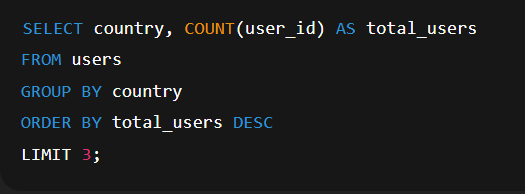 SELECT country, COUNT(user_id) AS total_users
FROM users
GROUP BY country
ORDER BY total_users DESC
LIMIT 3;